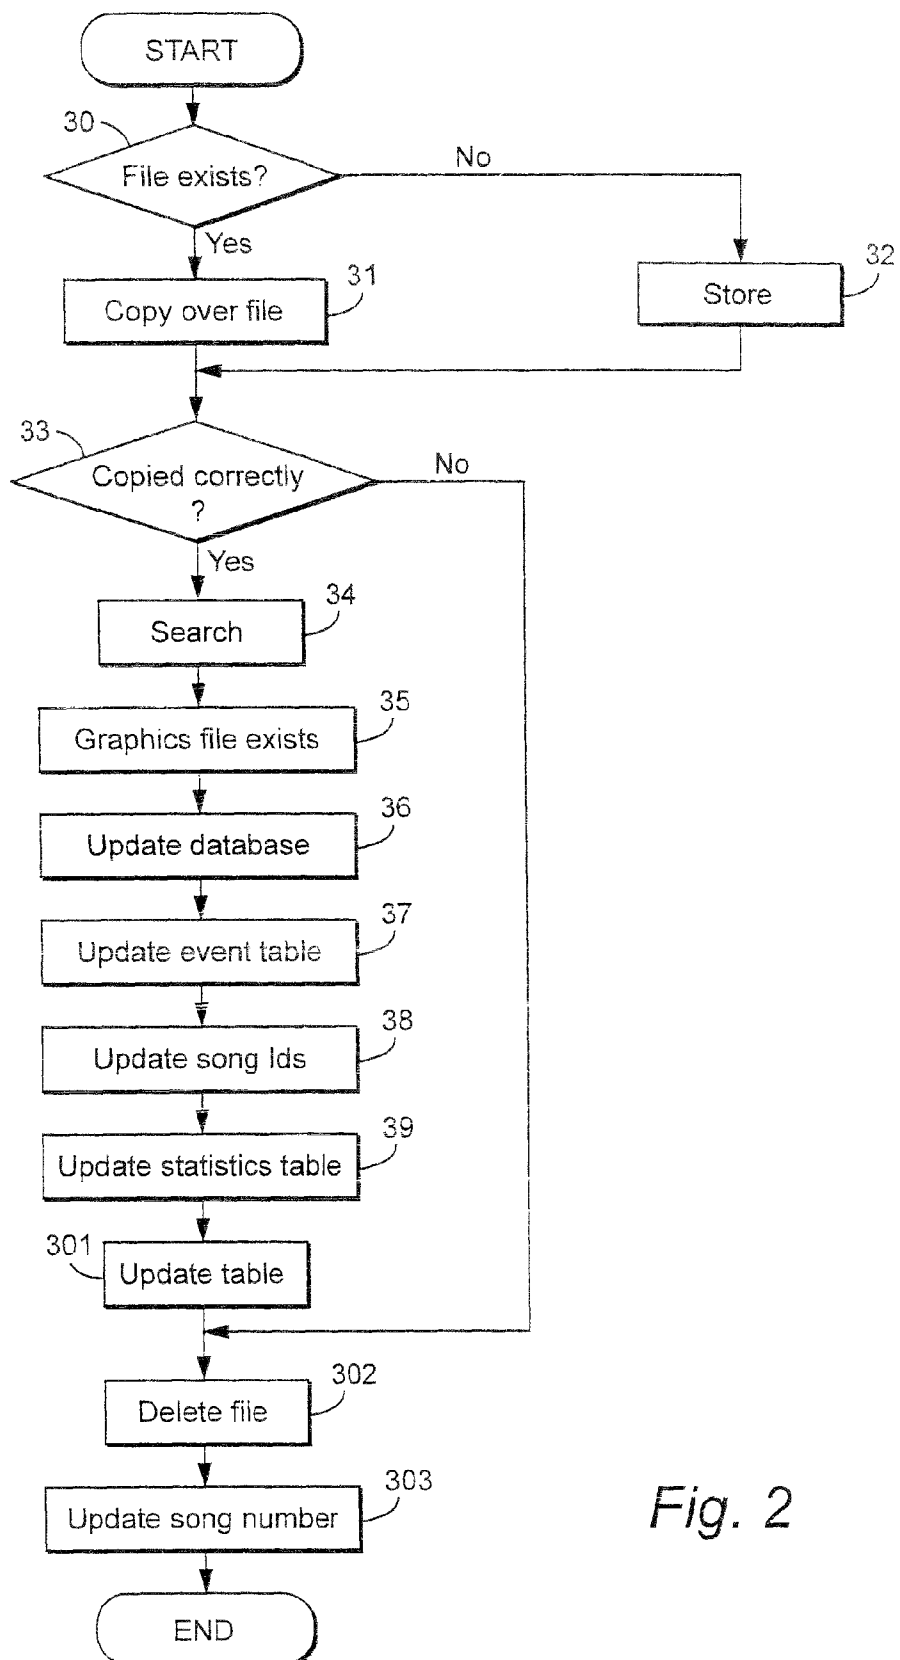 START
30
File exists?
No
Yes
31
Copy over file
32
Store
33
Copied correctly
?
No
Yes
34
Search
35
Graphics file exists
36
Update database
37
Update event table
38
Update song Ids
39
Update statistics table
301
Update table
302
Delete file
303
Update song number
END
Fig. 2